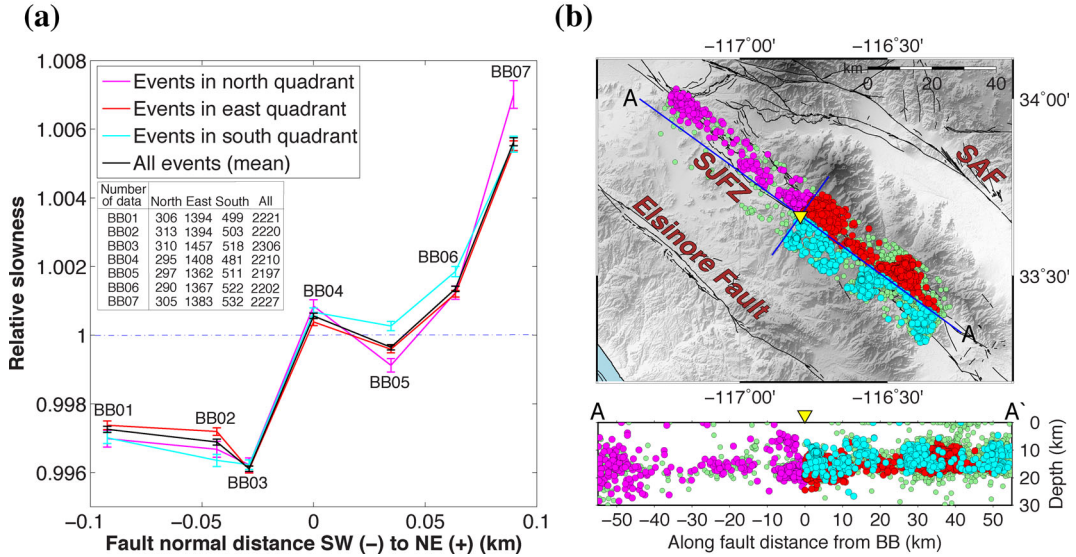 (a)
1.008
1.006
1.004
1.002
1
0.998
0.996
Relative slowness
Events in north quadrant
Events in east quadrant
Events in south quadrant
All events (mean)
Number of data North East South All
BB01 306 1394 499 2221
BB02 313 1394 503 2220
BB03 310 1457 518 2306
BB04 295 1408 481 2210
BB05 297 1362 511 2197
BB06 290 1367 522 2202
BB07 305 1383 532 2227
BB07
BB06
BB04
BB05
BB01
BB02
BB03
−0.1 −0.05 0 0.05 0.1
Fault normal distance SW (−) to NE (+) (km)
(b)
−117˚00' −116˚30'
km
0 20 40
A
34˚00'
SAF
SJFZ
Elsinore Fault
33˚30'
A`
−117˚00' −116˚30'
A A`
0
10
20
30
Depth (km)
−50 −40 −30 −20 −10 0 10 20 30 40 50
Along fault distance from BB (km)